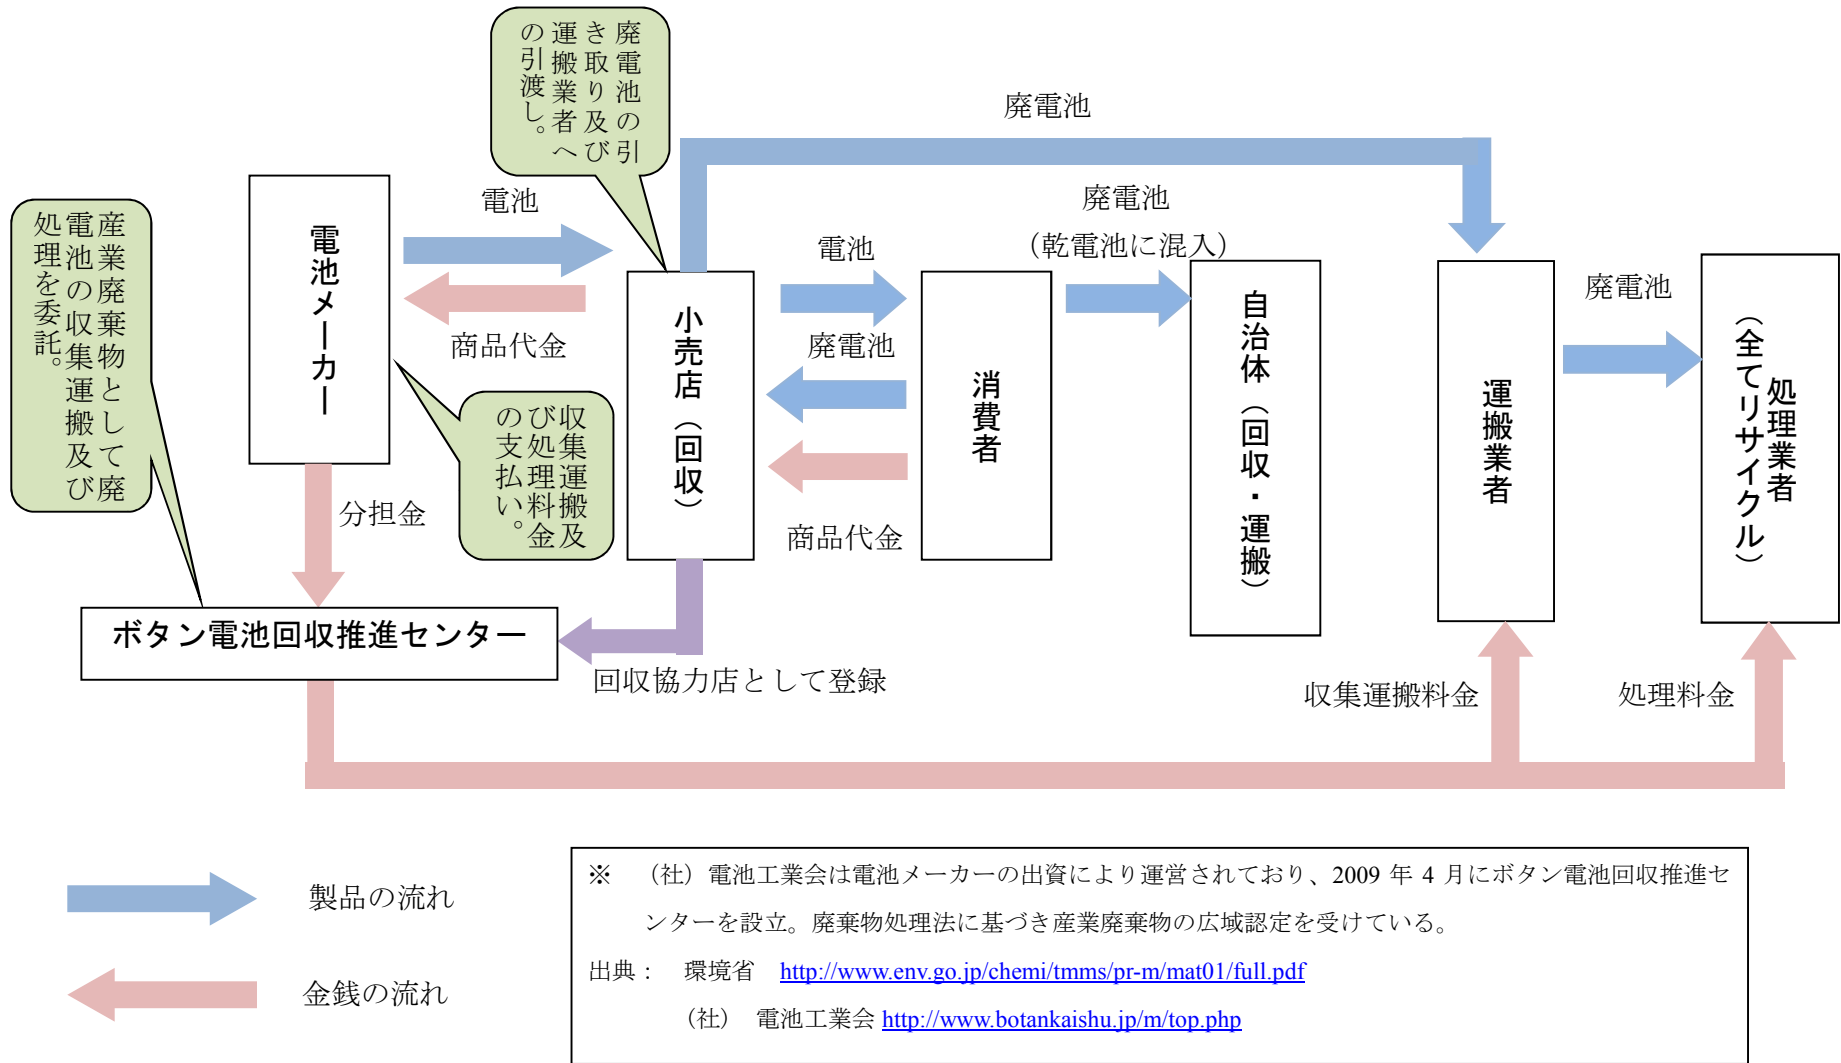 廃電池の引
き取り及び
運搬業者へ
の引渡し。
廃電池
産業廃棄物として廃
電池の収集運搬及び
処理を委託。
電池メーカー
電池
商品代金
収集運搬及
び処理料金
の支払い。
小売店（回収）
電池
廃電池
商品代金
消費者
廃電池
（乾電池に混入）
自治体（回収・運搬）
運搬業者
廃電池
処理業者
（全てリサイクル）
分担金
ボタン電池回収推進センター
回収協力店として登録
収集運搬料金
処理料金
製品の流れ
金銭の流れ
※　（社）電池工業会は電池メーカーの出資により運営されており、2009 年 4 月にボタン電池回収推進セ
ンターを設立。廃棄物処理法に基づき産業廃棄物の広域認定を受けている。
出典：　環境省　http://www.env.go.jp/chemi/tmms/pr-m/mat01/full.pdf
（社）　電池工業会 http://www.botankaishu.jp/m/top.php